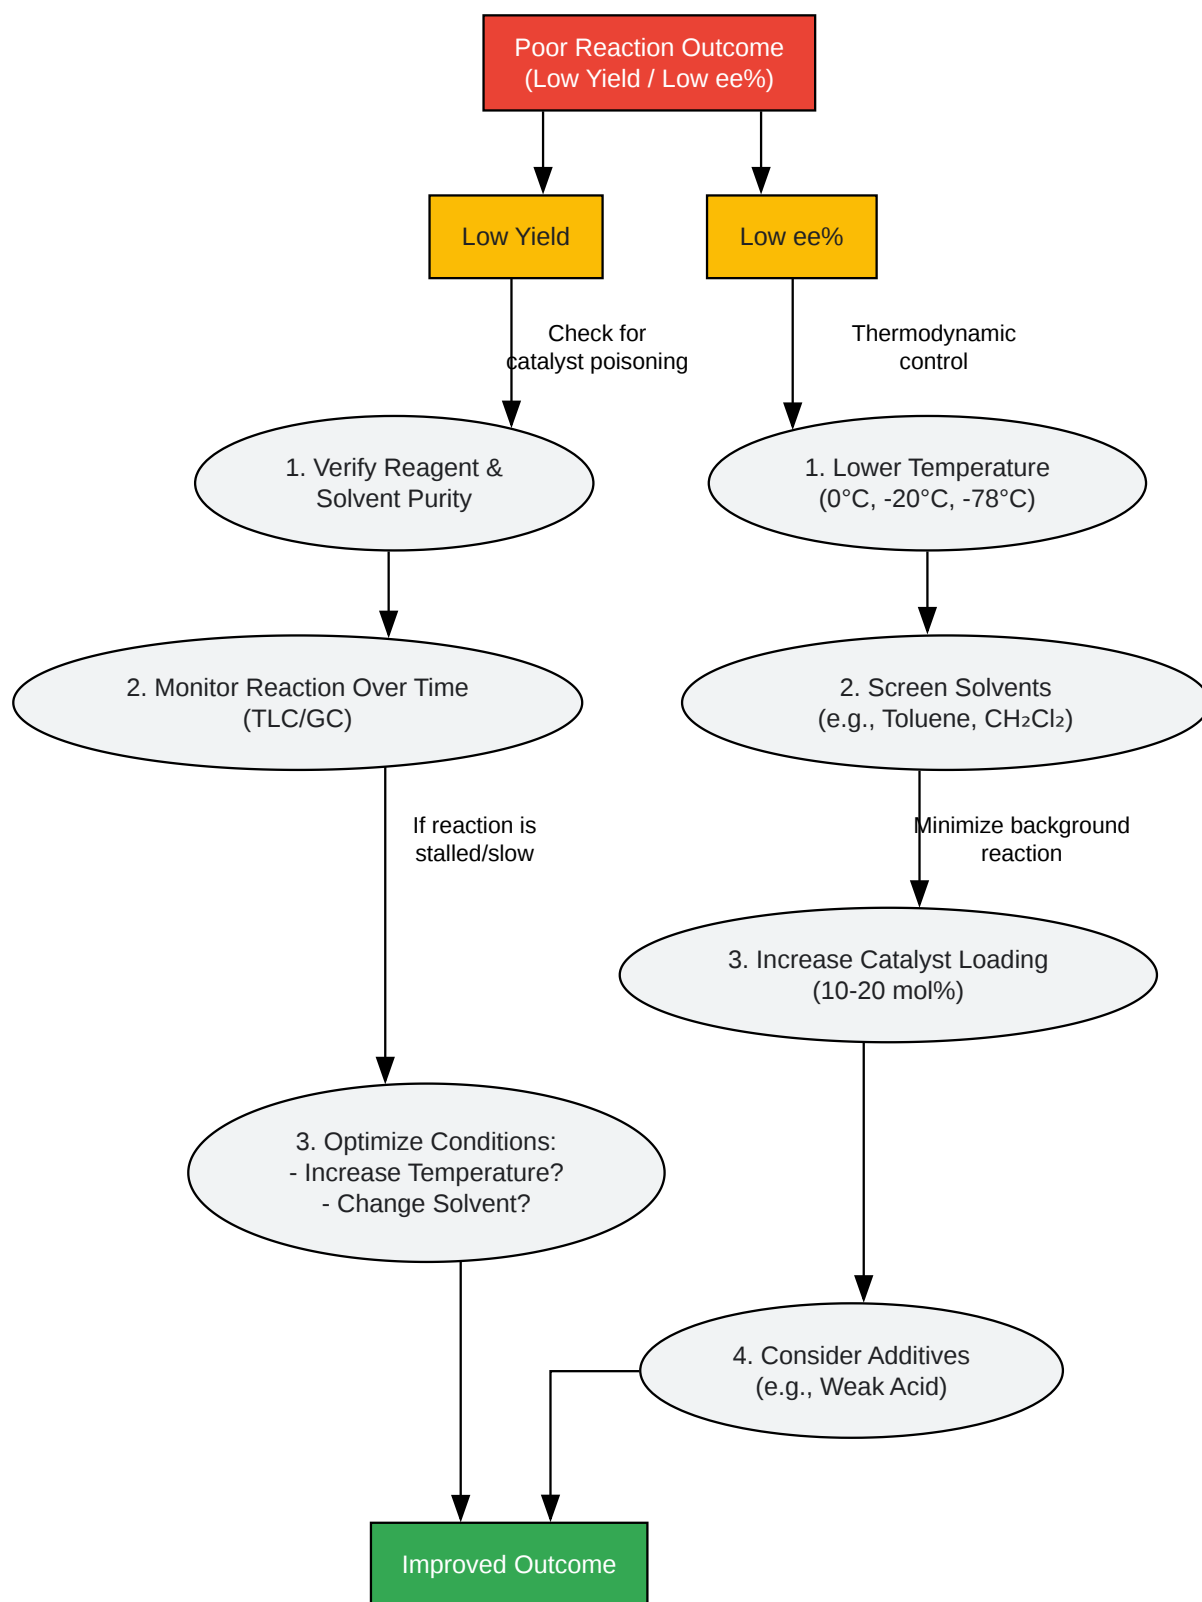 Poor Reaction Outcome
(Low Yield / Low ee%)
Low Yield
Low ee%
Check for
catalyst poisoning
Thermodynamic
control
1. Verify Reagent &
Solvent Purity
1. Lower Temperature
(0°C, -20°C, -78°C)
2. Monitor Reaction Over Time
(TLC/GC)
2. Screen Solvents
(e.g., Toluene, CH₂Cl₂)
If reaction is
stalled/slow
Minimize background
reaction
3. Increase Catalyst Loading
(10-20 mol%)
3. Optimize Conditions:
- Increase Temperature?
- Change Solvent?
4. Consider Additives
(e.g., Weak Acid)
Improved Outcome